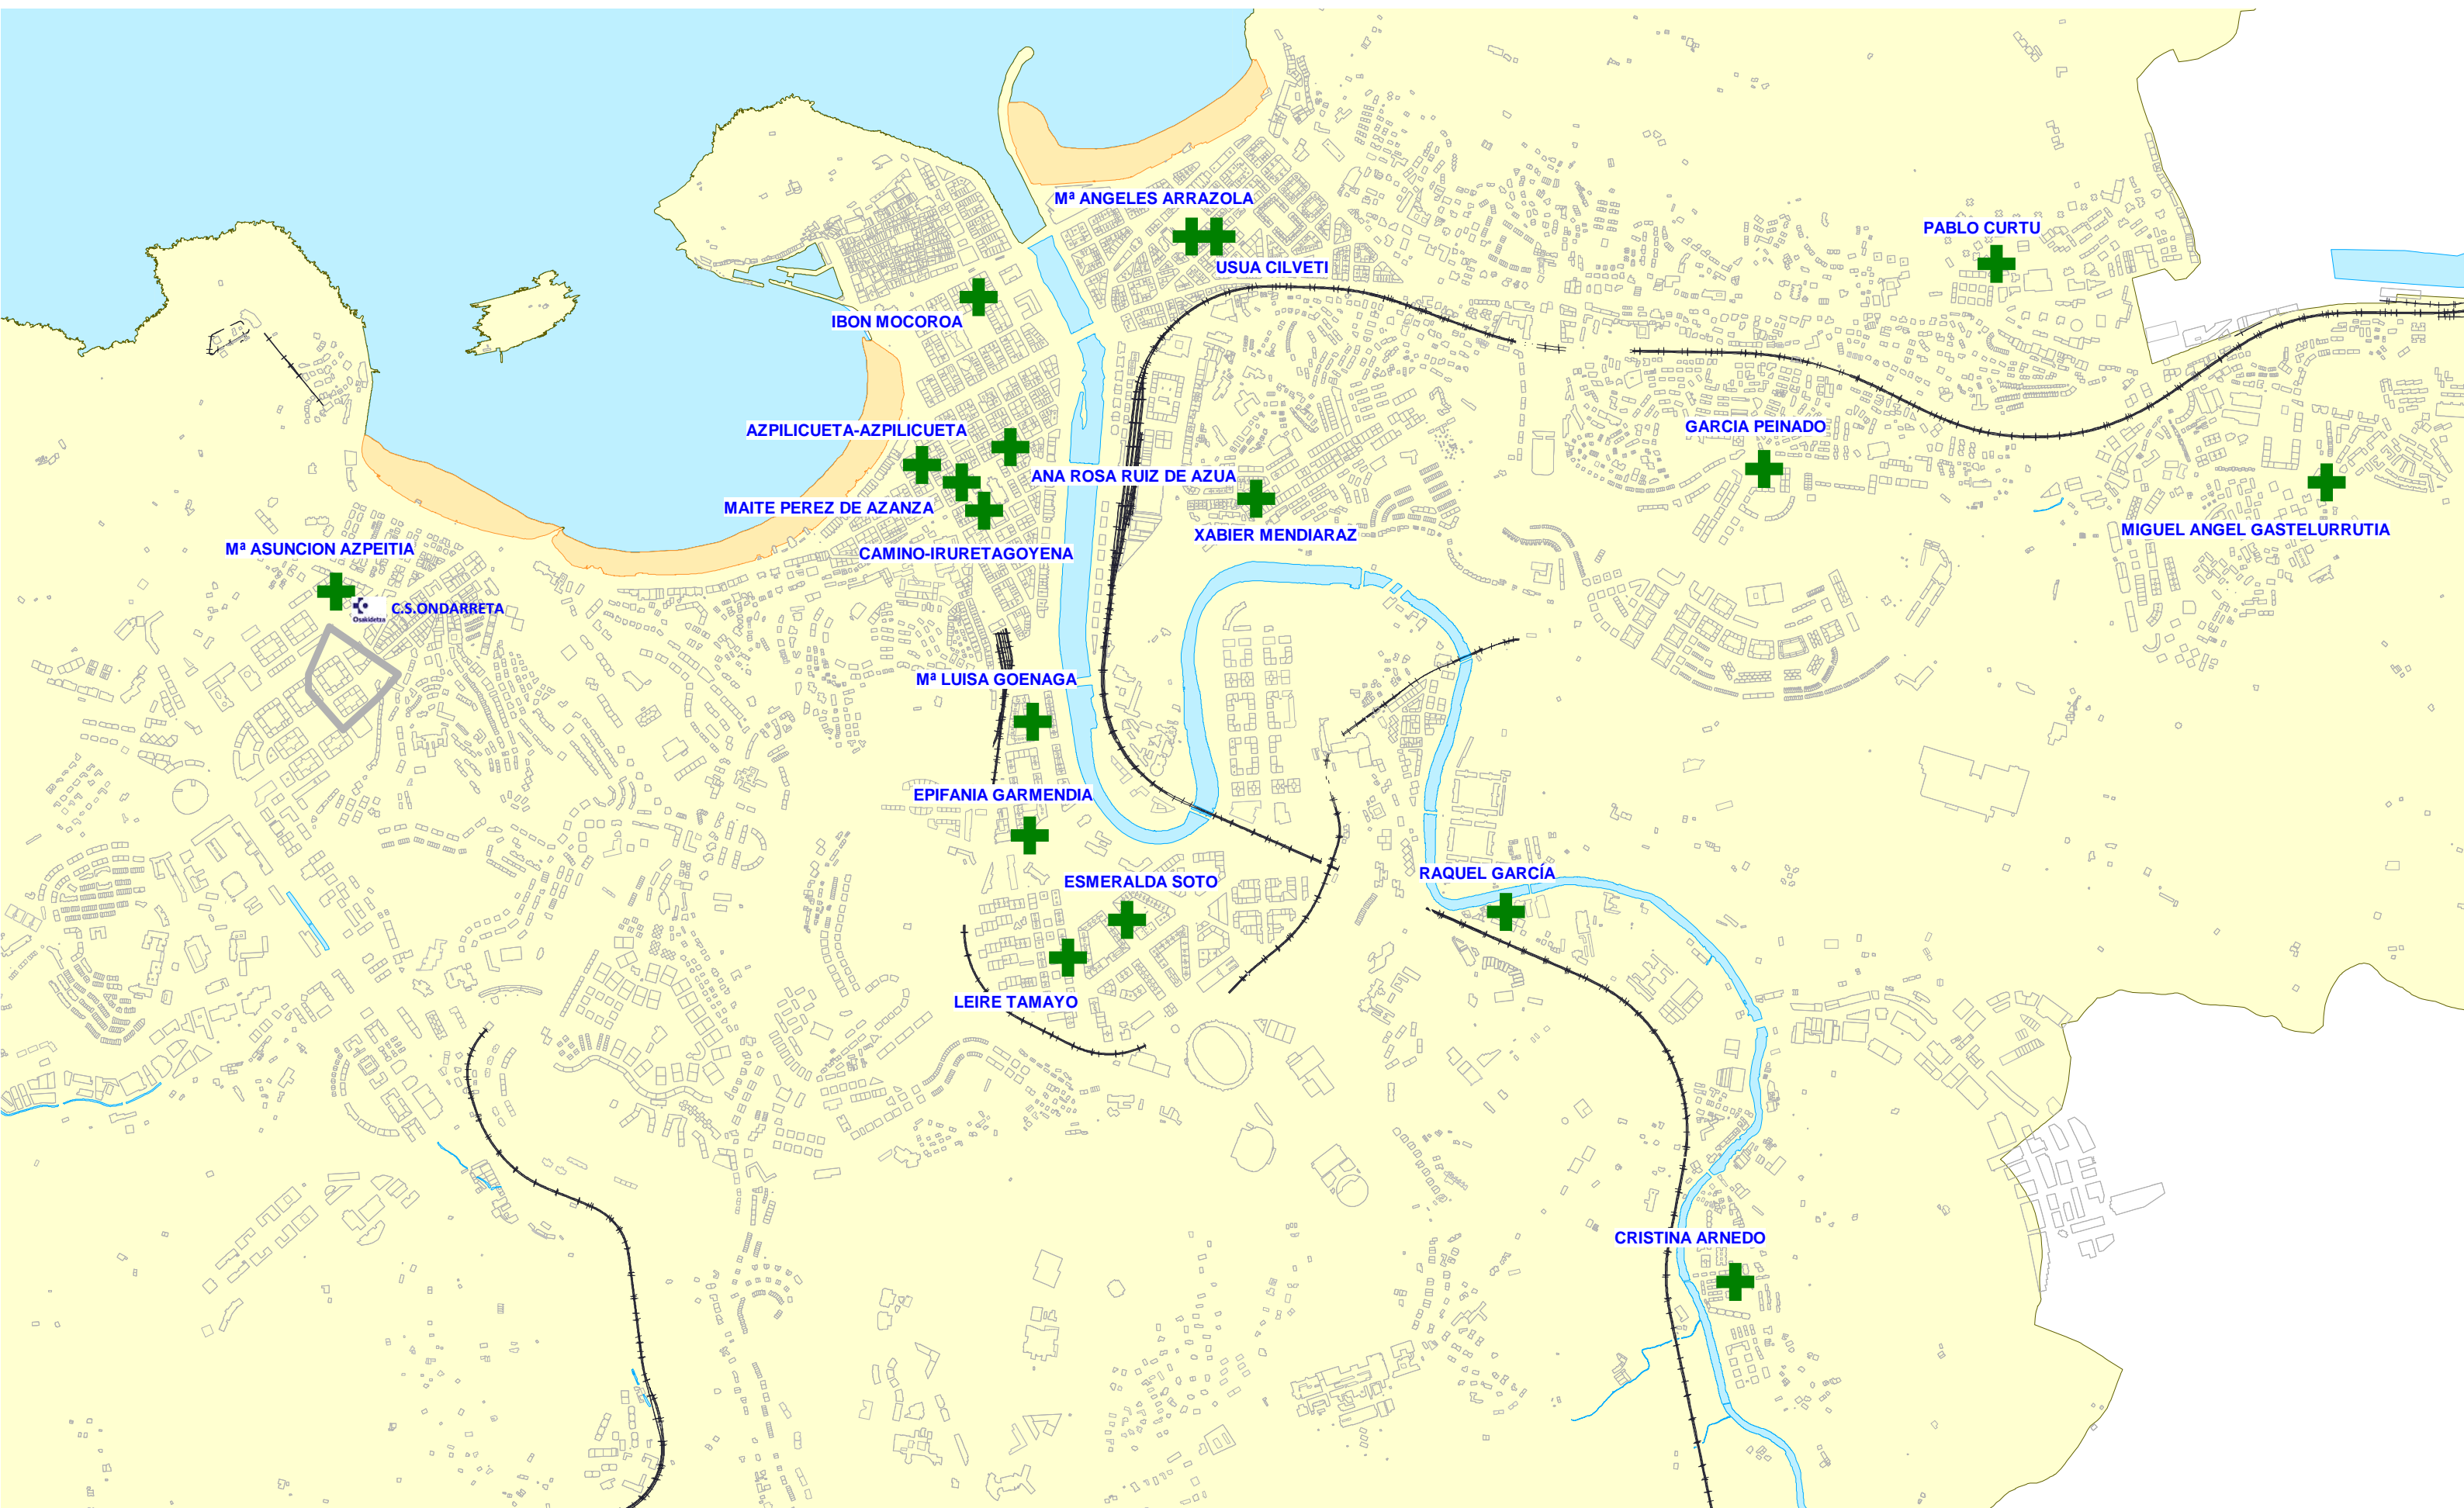 Mª ANGELES ARRAZOLA
PABLO CURTU
USUA CILVETI
IBON MOCOROA
GARCIA PEINADO
AZPILICUETA-AZPILICUETA
ANA ROSA RUIZ DE AZUA
MAITE PEREZ DE AZANZA
XABIER MENDIARAZ
MIGUEL ANGEL GASTELURRUTIA
Mª ASUNCION AZPEITIA
CAMINO-IRURETAGOYENA
C.S.ONDARRETA
Osakidetza
Mª LUISA GOENAGA
EPIFANIA GARMENDIA
RAQUEL GARCÍA
ESMERALDA SOTO
LEIRE TAMAYO
CRISTINA ARNEDO